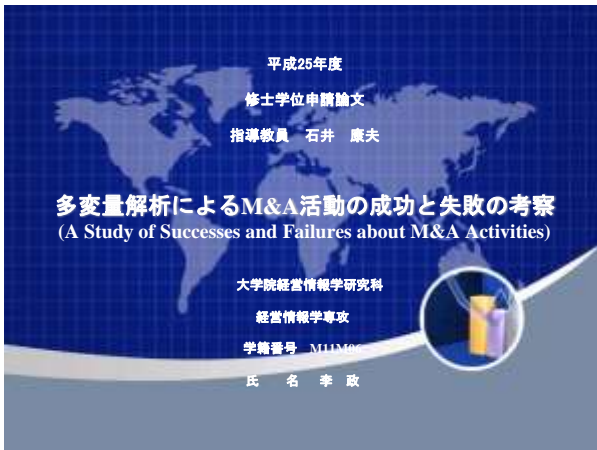 平成25年度
修士学位申請論文
指導教員　石井　康夫
多変量解析によるM&A活動の成功と失敗の考察
(A Study of Successes and Failures about M&A Activities)
大学院経営情報学研究科
経営情報学専攻
学籍番号
氏　　名　李　政